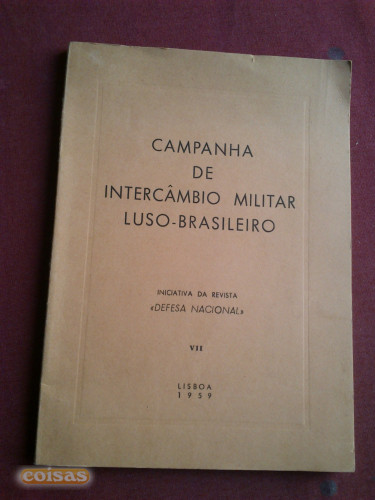 CAMPANHA
DE
INTERCÂMBIO MILITAR
LUSO-BRASILEIRO
INICIATIVA DA REVISTA
«DEFESA NACIONAL»
VII
LISBOA
1959
coisas